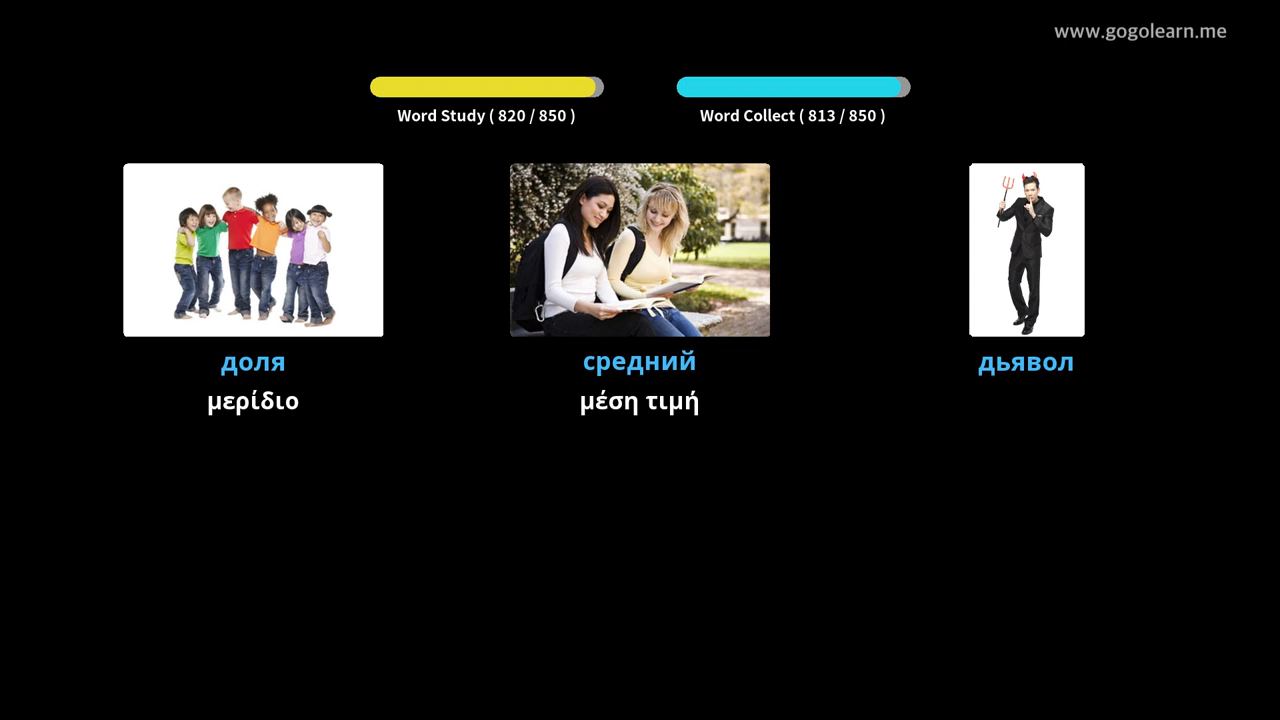 www.gogolearn.me
Word Study ( 820 / 850 )
Word Collect ( 813 / 850 )
доля
средний
дьявол
μερίδιο
μέση τιμή